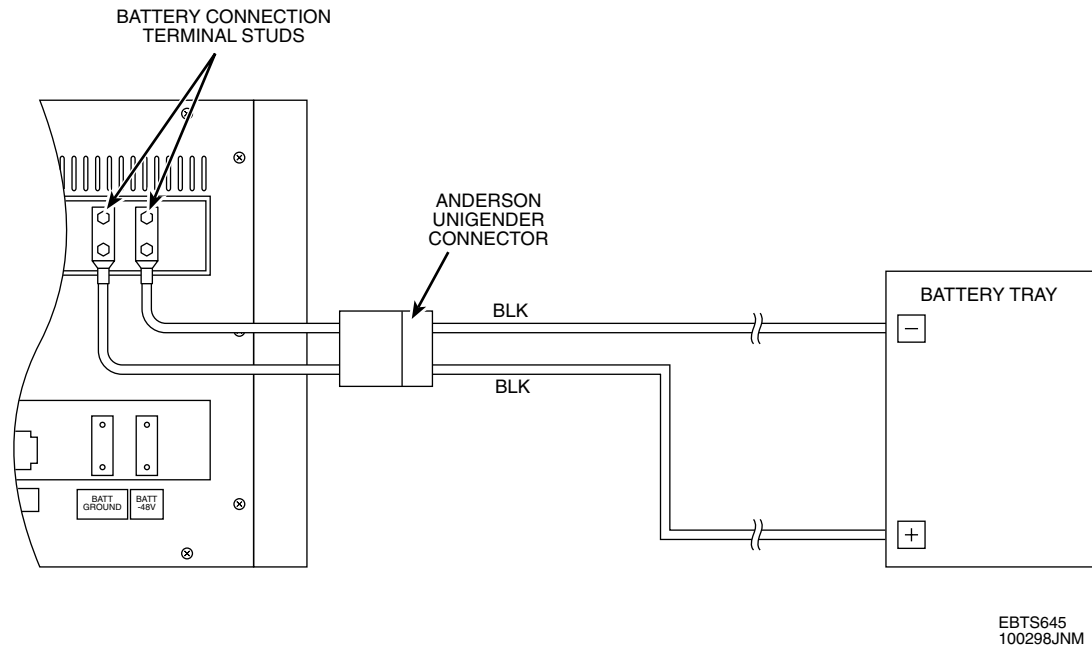 BATTERY CONNECTION
TERMINAL STUDS
ANDERSON
UNIGENDER
CONNECTOR
BLK
BATTERY TRAY
−
BLK
+
BATT
GROUND
BATT
-48V
EBTS645
100298JNM